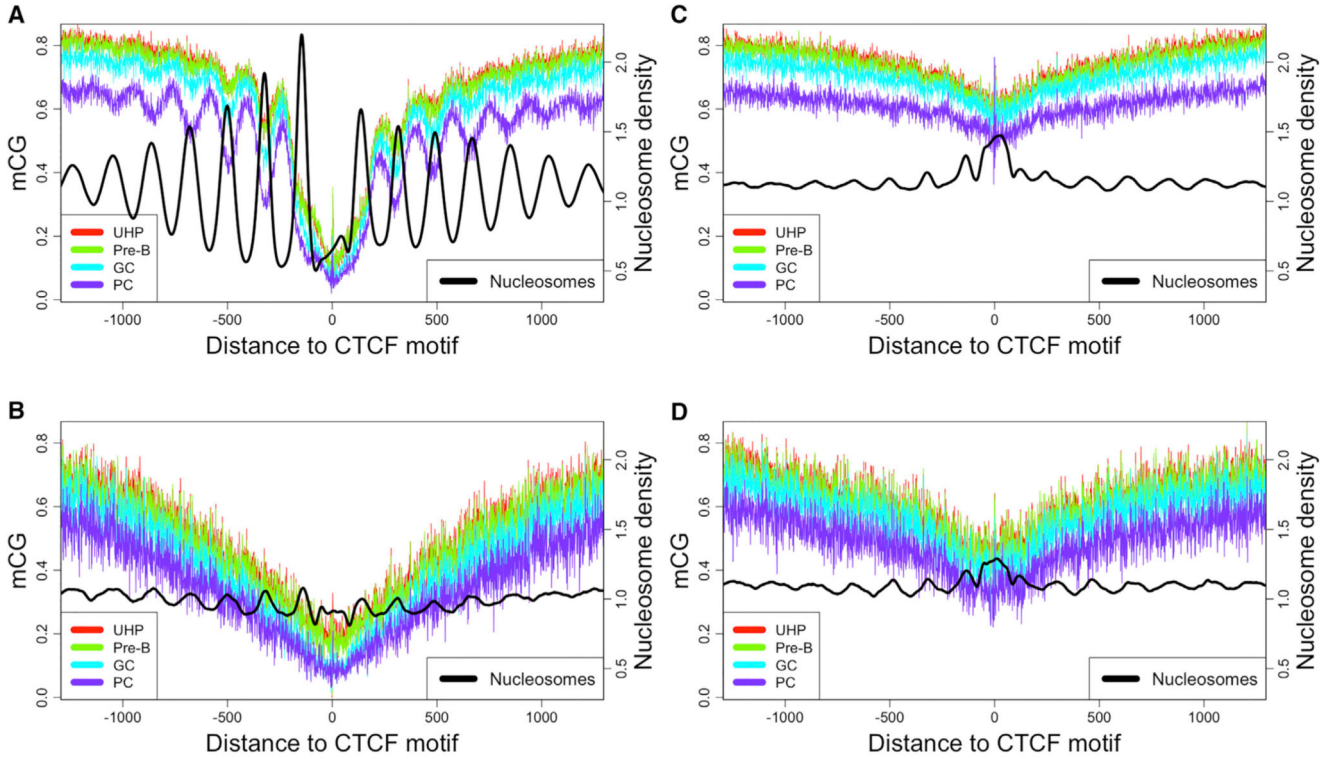 A
mCG
0.0
0.2
0.4
0.6
0.8
UHP
Pre-B
GC
PC
Nucleosomes
0.5
1.0
1.5
2.0
Nucleosome density
-1000 -500 0 500 1000
Distance to CTCF motif
C
mCG
0.0
0.2
0.4
0.6
0.8
UHP
Pre-B
GC
PC
Nucleosomes
0.5
1.0
1.5
2.0
Nucleosome density
-1000 -500 0 500 1000
Distance to CTCF motif
B
mCG
0.0
0.2
0.4
0.6
0.8
UHP
Pre-B
GC
PC
Nucleosomes
0.5
1.0
1.5
2.0
Nucleosome density
-1000 -500 0 500 1000
Distance to CTCF motif
D
mCG
0.0
0.2
0.4
0.6
0.8
UHP
Pre-B
GC
PC
Nucleosomes
0.5
1.0
1.5
2.0
Nucleosome density
-1000 -500 0 500 1000
Distance to CTCF motif